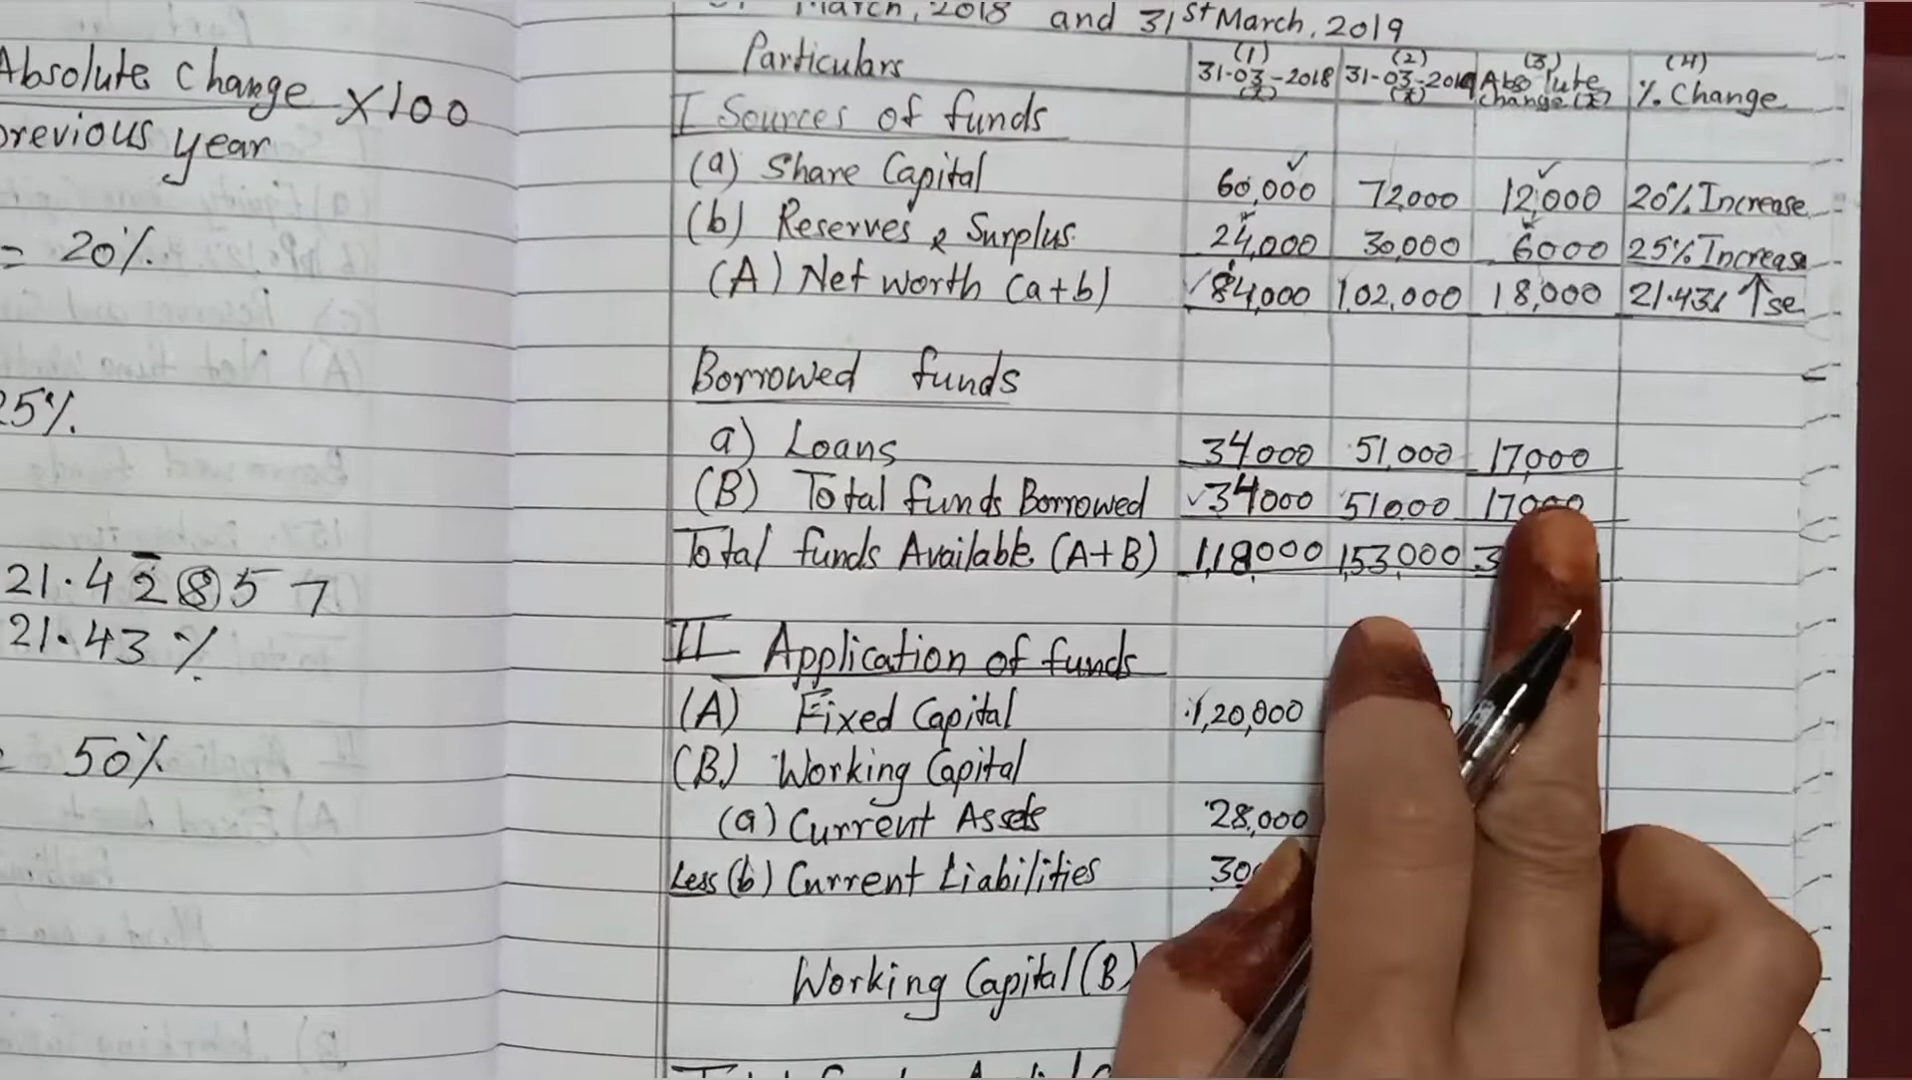 Absolute Change X100
previous year
= 20%.
25%.
21.42857
21.43%
= 50%
March, 2018 and 31st March, 2019
Particulars (1) 31-03-2018 (₹) (2) 31-03-2019 (₹) (3) Absolute Change (₹) (4) % Change
I Sources of funds
(a) Share Capital 60,000 72,000 12,000 20% Increase
(b) Reserves & Surplus 24,000 30,000 6000 25% Increase
(A) Net worth (a+b) 84,000 1,02,000 18,000 21.43% ↑se
Borrowed funds
a) Loans 34000 51,000 17,000
(B) Total funds Borrowed 34000 51000 17000
Total funds Available (A+B) 1,18,000 1,53,000 3
II Application of funds
(A) Fixed Capital 1,20,000
(B) Working Capital
(a) Current Assets 28,000
Less (b) Current Liabilities 30
Working Capital (B)